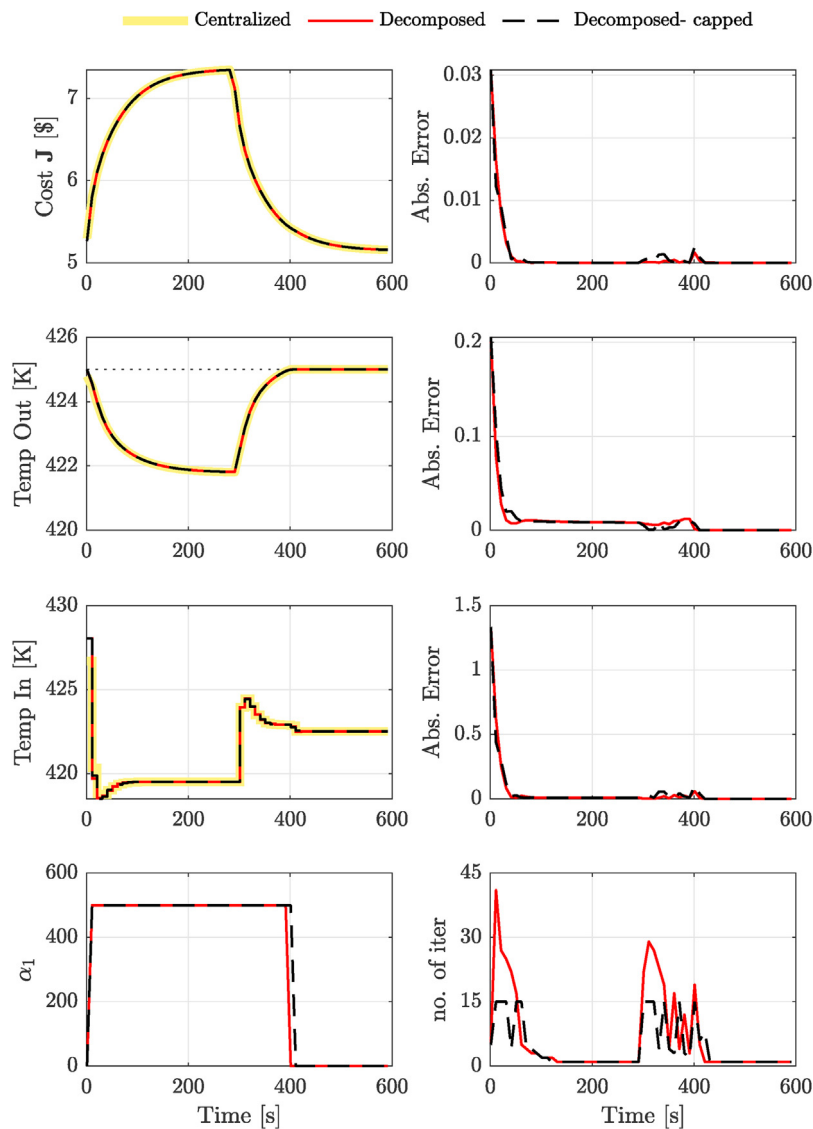 Centralized Decomposed Decomposed- capped
Cost J [$]
7
6
5
0 200 400 600
Abs. Error
0.03
0.02
0.01
0
0 200 400 600
Temp Out [K]
426
424
422
420
0 200 400 600
Abs. Error
0.2
0.1
0
0 200 400 600
Temp In [K]
430
425
420
0 200 400 600
Abs. Error
1.5
1
0.5
0
0 200 400 600
α1
600
400
200
0
0 200 400 600
Time [s]
no. of iter
45
30
15
0
0 200 400 600
Time [s]